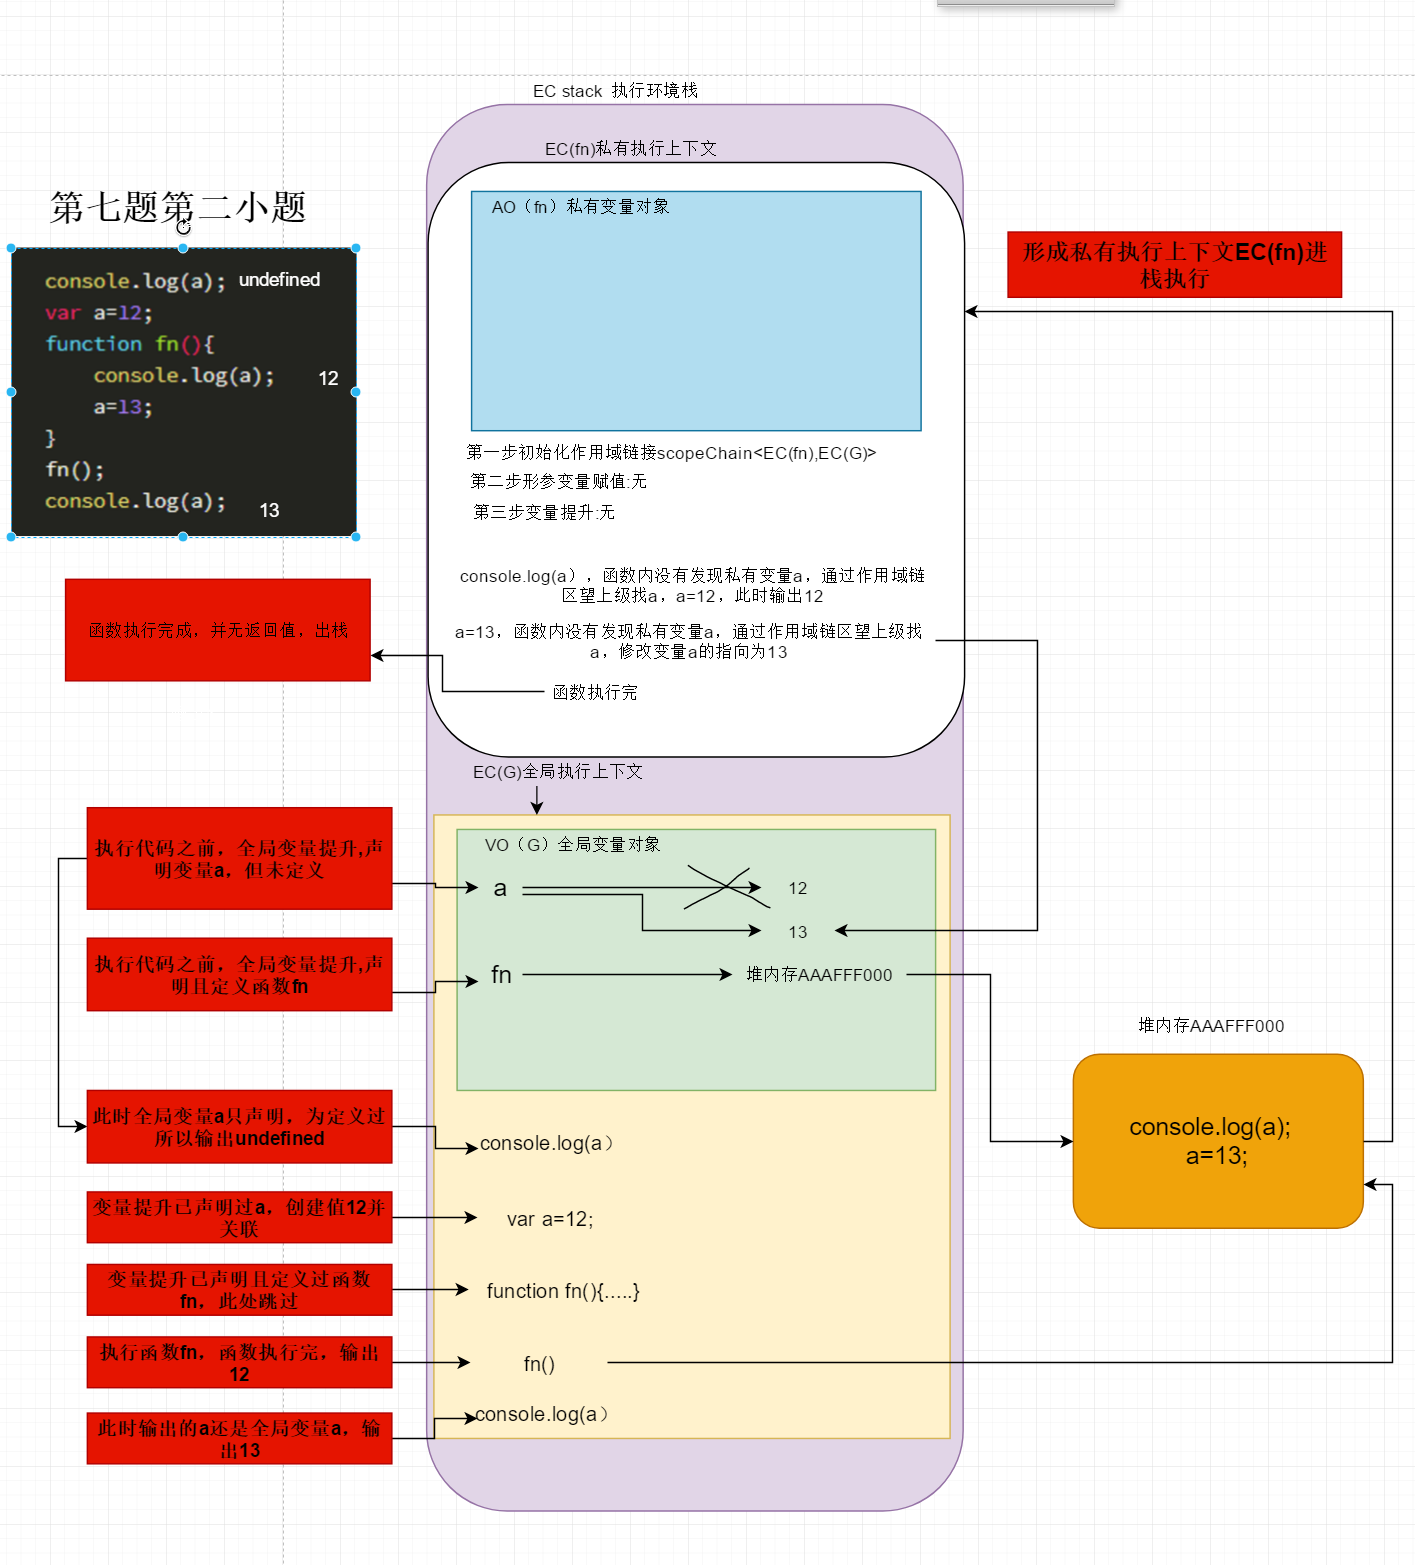 EC stack 执行环境栈
EC(fn)私有执行上下文
第七题第二小题
console.log(a); undefined
var a=12;
function fn(){
console.log(a); 12
a=13;
}
fn();
console.log(a); 13
AO（fn）私有变量对象
形成私有执行上下文EC(fn)进
栈执行
第一步初始化作用域链接scopeChain<EC(fn),EC(G)>
第二步形参变量赋值:无
第三步变量提升:无
console.log(a），函数内没有发现私有变量a，通过作用域链
区望上级找a，a=12，此时输出12
a=13，函数内没有发现私有变量a，通过作用域链区望上级找
a，修改变量a的指向为13
函数执行完
函数执行完成，并无返回值，出栈
EC(G)全局执行上下文
VO（G）全局变量对象
a 12
13
fn 堆内存AAAFFF000
执行代码之前，全局变量提升,声
明变量a，但未定义
执行代码之前，全局变量提升,声
明且定义函数fn
堆内存AAAFFF000
console.log(a);
a=13;
此时全局变量a只声明，为定义过
所以输出undefined
console.log(a）
变量提升已声明过a，创建值12并
关联
var a=12;
变量提升已声明且定义过函数
fn，此处跳过
function fn(){.....}
执行函数fn，函数执行完，输出
12
fn()
此时输出的a还是全局变量a，输
出13
console.log(a）